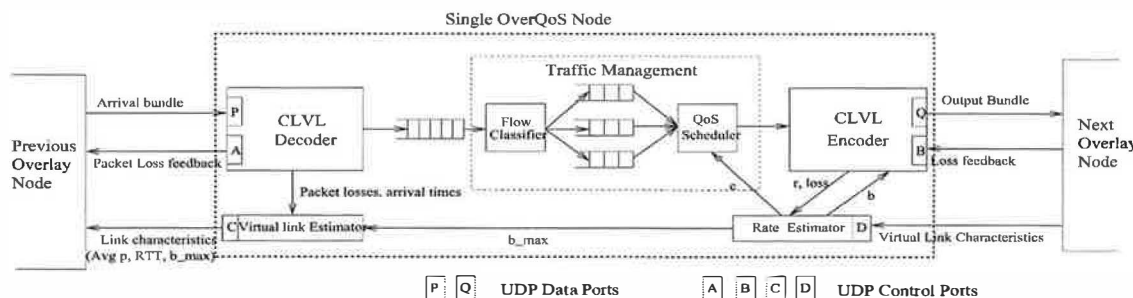 Single OverQoS Node
Traffic Management
Arrival bundle
P
CLVL
Decoder
A
Packet Loss feedback
Previous
Overlay
Node
Flow
Classifier
QoS
Scheduler
CLVL
Encoder
Q
B
Output Bundle
Loss feedback
Next
Overlay
Node
Packet losses, arrival times
c
r, loss
b
C
Virtual link Estimator
Link characteristics
(Avg p, RTT, b_max)
b_max
Rate Estimator
D
Virtual Link Characteristics
P Q UDP Data Ports
A B C D UDP Control Ports